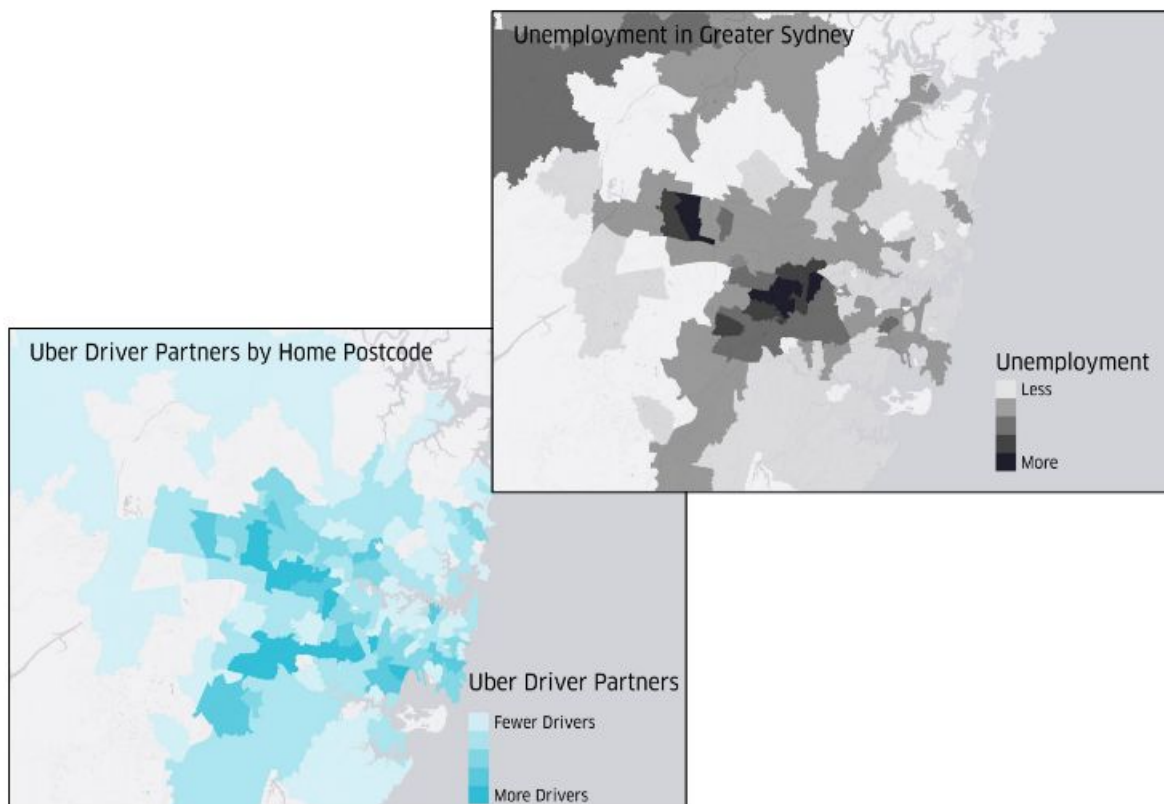 Unemployment in Greater Sydney
Unemployment
Less
More
Uber Driver Partners by Home Postcode
Uber Driver Partners
Fewer Drivers
More Drivers